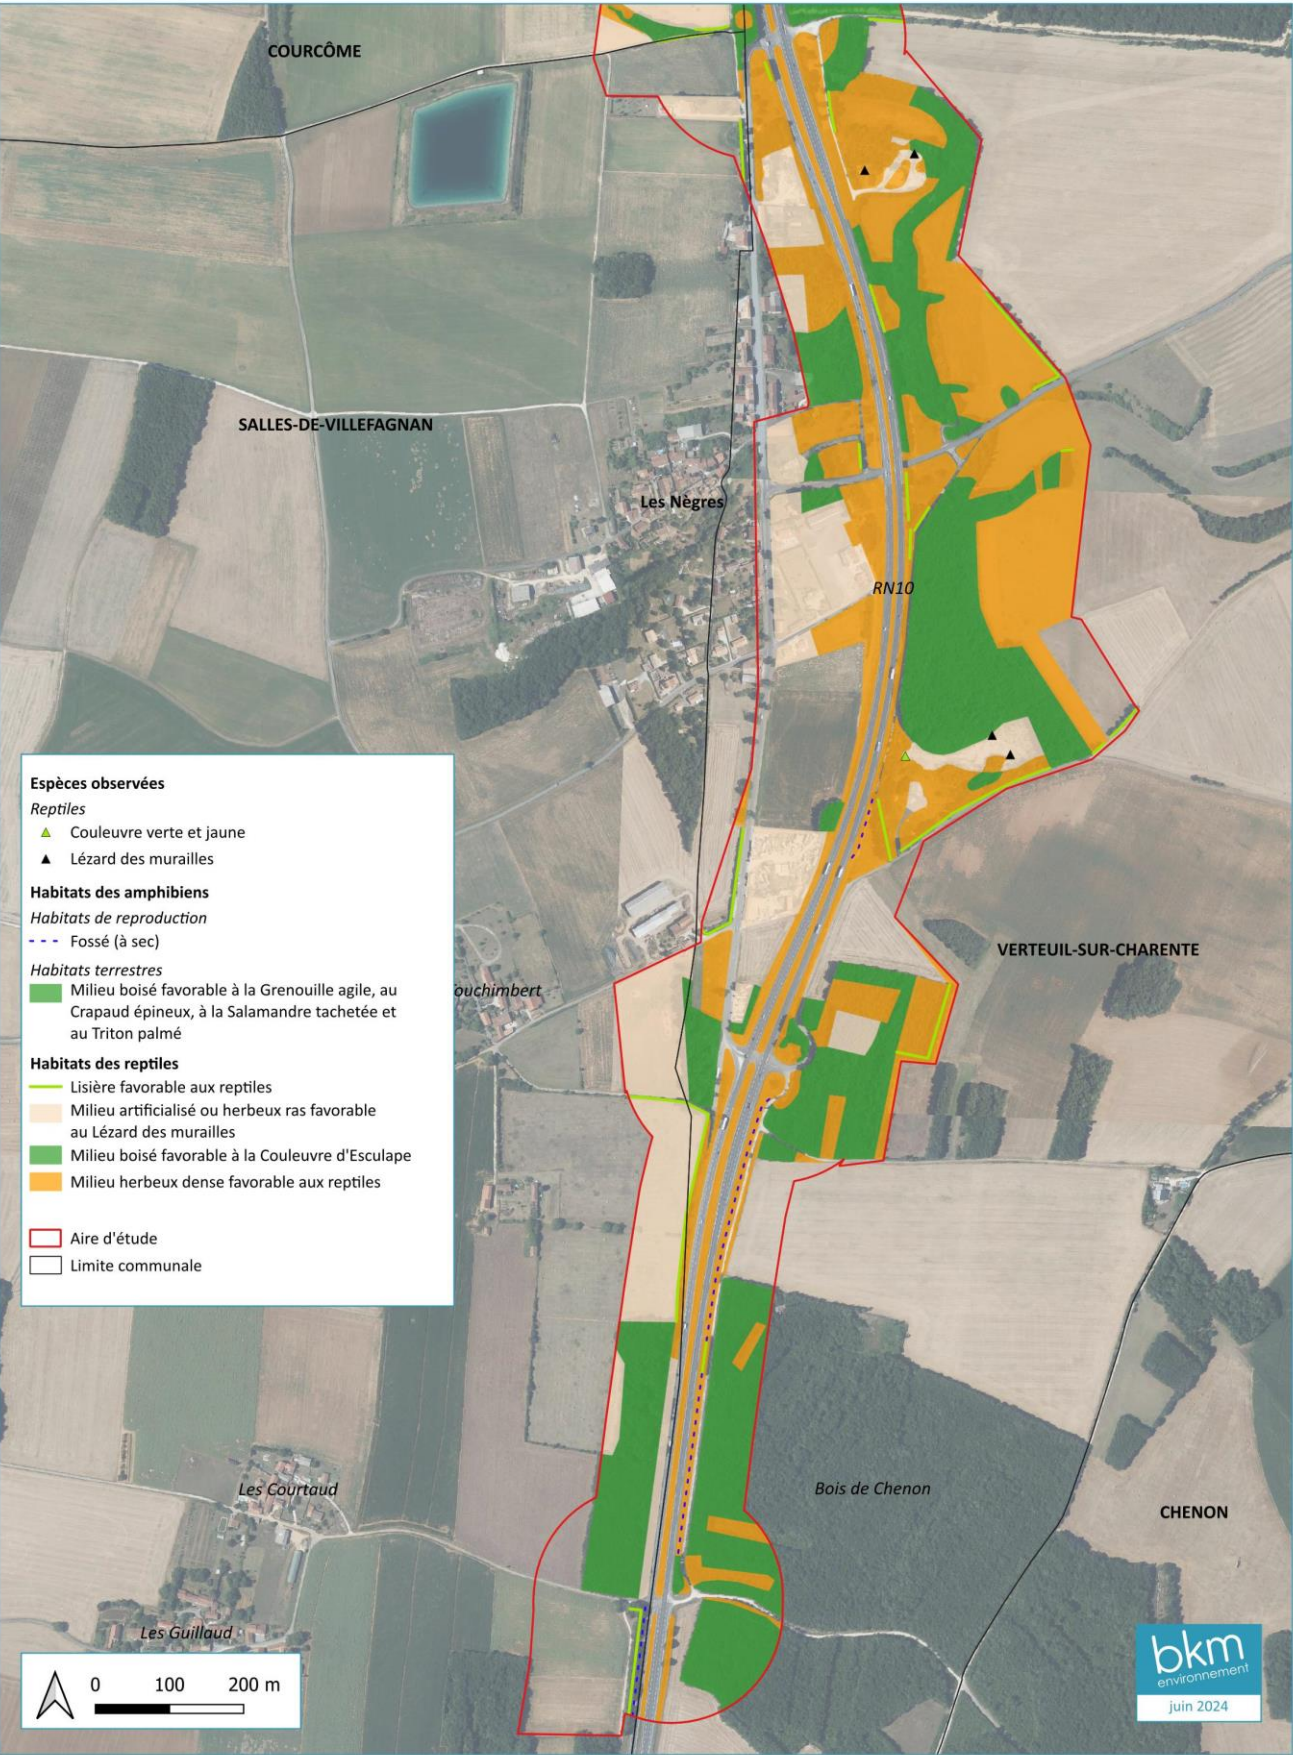 COURCÔME
SALLES-DE-VILLEFAGNAN
Les Nègres
RN10
Espèces observées
Reptiles
Couleuvre verte et jaune
Lézard des murailles
Habitats des amphibiens
Habitats de reproduction
Fossé (à sec)
Habitats terrestres
Milieu boisé favorable à la Grenouille agile, au
Crapaud épineux, à la Salamandre tachetée et
au Triton palmé
Habitats des reptiles
Lisière favorable aux reptiles
Milieu artificialisé ou herbeux ras favorable
au Lézard des murailles
Milieu boisé favorable à la Couleuvre d'Esculape
Milieu herbeux dense favorable aux reptiles
Aire d'étude
Limite communale
VERTEUIL-SUR-CHARENTE
ouchimbert
Les Courtaud
Bois de Chenon
CHENON
Les Guillaud
0 100 200 m
bkm
environnement
juin 2024